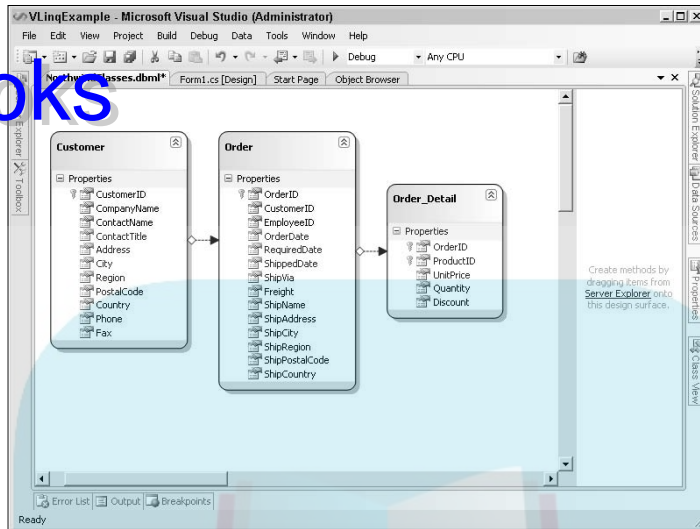 VLinqExample - Microsoft Visual Studio (Administrator)
File Edit View Project Build Debug Data Tools Window Help
Debug Any CPU
Classes.dbml* Form1.cs [Design] Start Page Object Browser
oks
Explorer
Toolbox
Customer
Properties
CustomerID
CompanyName
ContactName
ContactTitle
Address
City
Region
PostalCode
Country
Phone
Fax
Order
Properties
OrderID
CustomerID
EmployeeID
OrderDate
RequiredDate
ShippedDate
ShipVia
Freight
ShipName
ShipAddress
ShipCity
ShipRegion
ShipPostalCode
ShipCountry
Order_Detail
Properties
OrderID
ProductID
UnitPrice
Quantity
Discount
Create methods by
dragging items from
Server Explorer onto
this design surface.
Solution Explorer
Data Sources
Properties
Class View
Error List Output Breakpoints
Ready